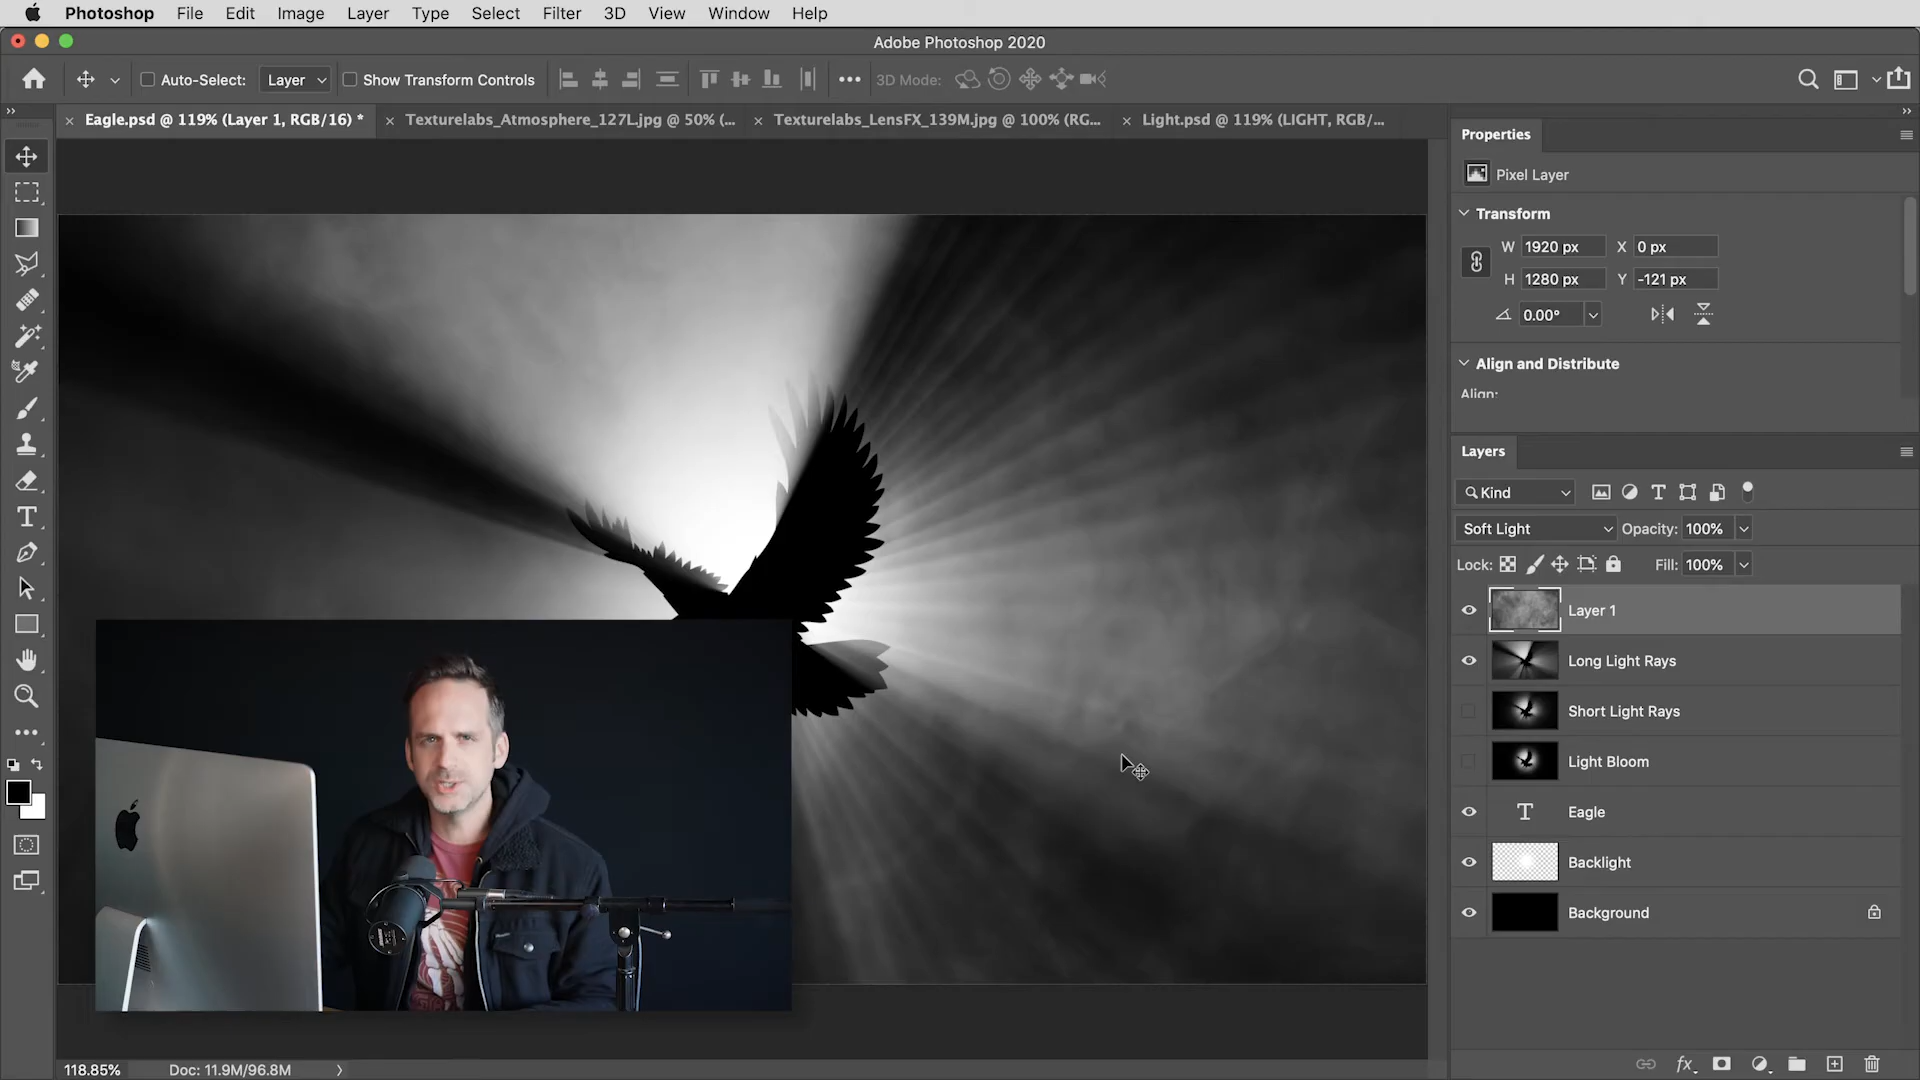 Photoshop File Edit Image Layer Type Select Filter 3D View Window Help
Adobe Photoshop 2020
Auto-Select: Layer Show Transform Controls 3D Mode:
Eagle.psd @ 119% (Layer 1, RGB/16) * Texturelabs_Atmosphere_127L.jpg @ 50% (... Texturelabs_LensFX_139M.jpg @ 100% (RG... Light.psd @ 119% (LIGHT, RGB/...
Properties
Pixel Layer
Transform
W 1920 px X 0 px
H 1280 px Y -121 px
0.00°
Align and Distribute
Align:
Layers
Kind
Soft Light Opacity: 100%
Lock: Fill: 100%
Layer 1
Long Light Rays
Short Light Rays
Light Bloom
Eagle
Backlight
Background
118.85% Doc: 11.9M/96.8M